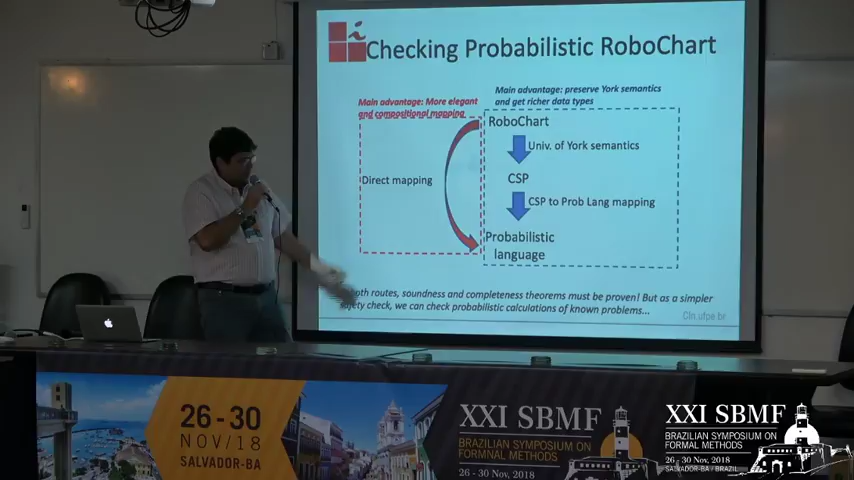 Checking Probabilistic RoboChart
Main advantage: More elegant
and compositional mapping
Main advantage: preserve York semantics
and get richer data types
RoboChart
Univ. of York semantics
CSP
Direct mapping
CSP to Prob Lang mapping
Probabilistic
language
both routes, soundness and completeness theorems must be proven! But as a simpler
safety check, we can check probabilistic calculations of known problems...
CIn.ufpe.br
26-30
NOV/18
SALVADOR-BA
XXI SBMF
BRAZILIAN SYMPOSIUM ON
FORMNAL METHODS
26 - 30 Nov, 2018
XXI SBMF
BRAZILIAN SYMPOSIUM ON
FORMAL METHODS
26 - 30 Nov, 2018
SALVADOR-BA / BRAZIL